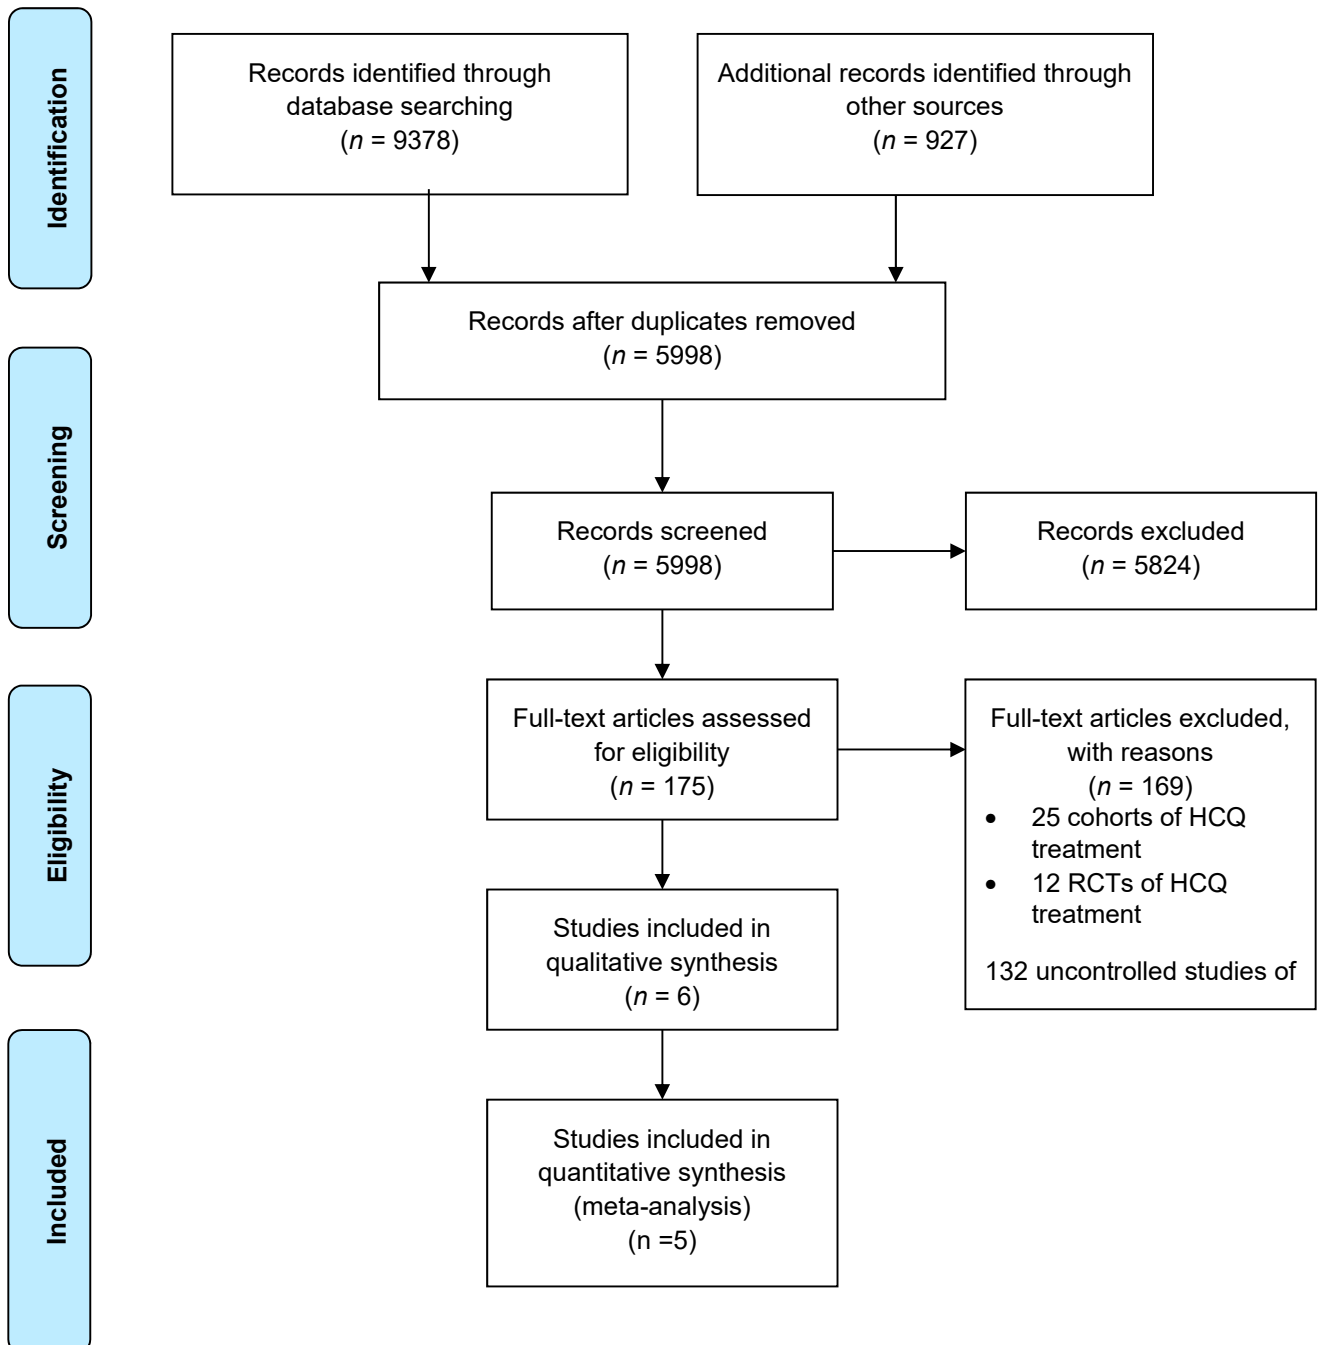 Identification
Records identified through
database searching
(n = 9378)
Additional records identified through
other sources
(n = 927)
Records after duplicates removed
(n = 5998)
Screening
Records screened
(n = 5998)
Records excluded
(n = 5824)
Eligibility
Full-text articles assessed
for eligibility
(n = 175)
Full-text articles excluded,
with reasons
(n = 169)
• 25 cohorts of HCQ
treatment
• 12 RCTs of HCQ
treatment
132 uncontrolled studies of
Studies included in
qualitative synthesis
(n = 6)
Included
Studies included in
quantitative synthesis
(meta-analysis)
(n =5)